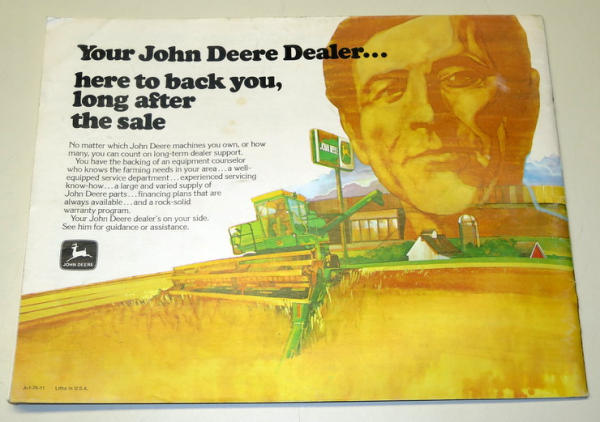 Your John Deere Dealer...
here to back you,
long after
the sale
No matter which John Deere machines you own, or how
many, you can count on long-term dealer support.
You have the backing of an equipment counselor
who knows the farming needs in your area...a well-
equipped service department...experienced servicing
know-how...a large and varied supply of
John Deere parts...financing plans that are
always available...and a rock-solid
warranty program.
Your John Deere dealer's on your side.
See him for guidance or assistance.
JOHN DEERE
JOHN DEERE
Litho in U.S.A.